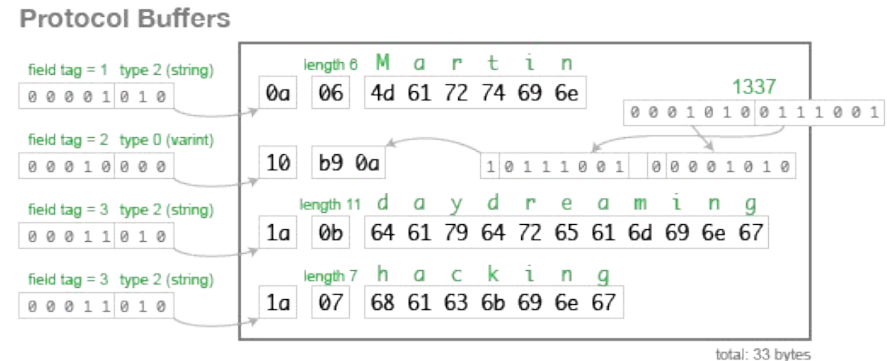 Protocol Buffers
field tag = 1 type 2 (string)
0 0 0 0 1 0 1 0
0a
length 6
06
M a r t i n
4d 61 72 74 69 6e
1337
0 0 0 1 0 1 0 0 1 1 1 0 0 1
field tag = 2 type 0 (varint)
0 0 0 1 0 0 0 0
10
b9 0a
1 0 1 1 1 0 0 1 0 0 0 0 1 0 1 0
field tag = 3 type 2 (string)
0 0 0 1 1 0 1 0
1a
length 11
0b
d a y d r e a m i n g
64 61 79 64 72 65 61 6d 69 6e 67
field tag = 3 type 2 (string)
0 0 0 1 1 0 1 0
1a
length 7
07
h a c k i n g
68 61 63 6b 69 6e 67
total: 33 bytes